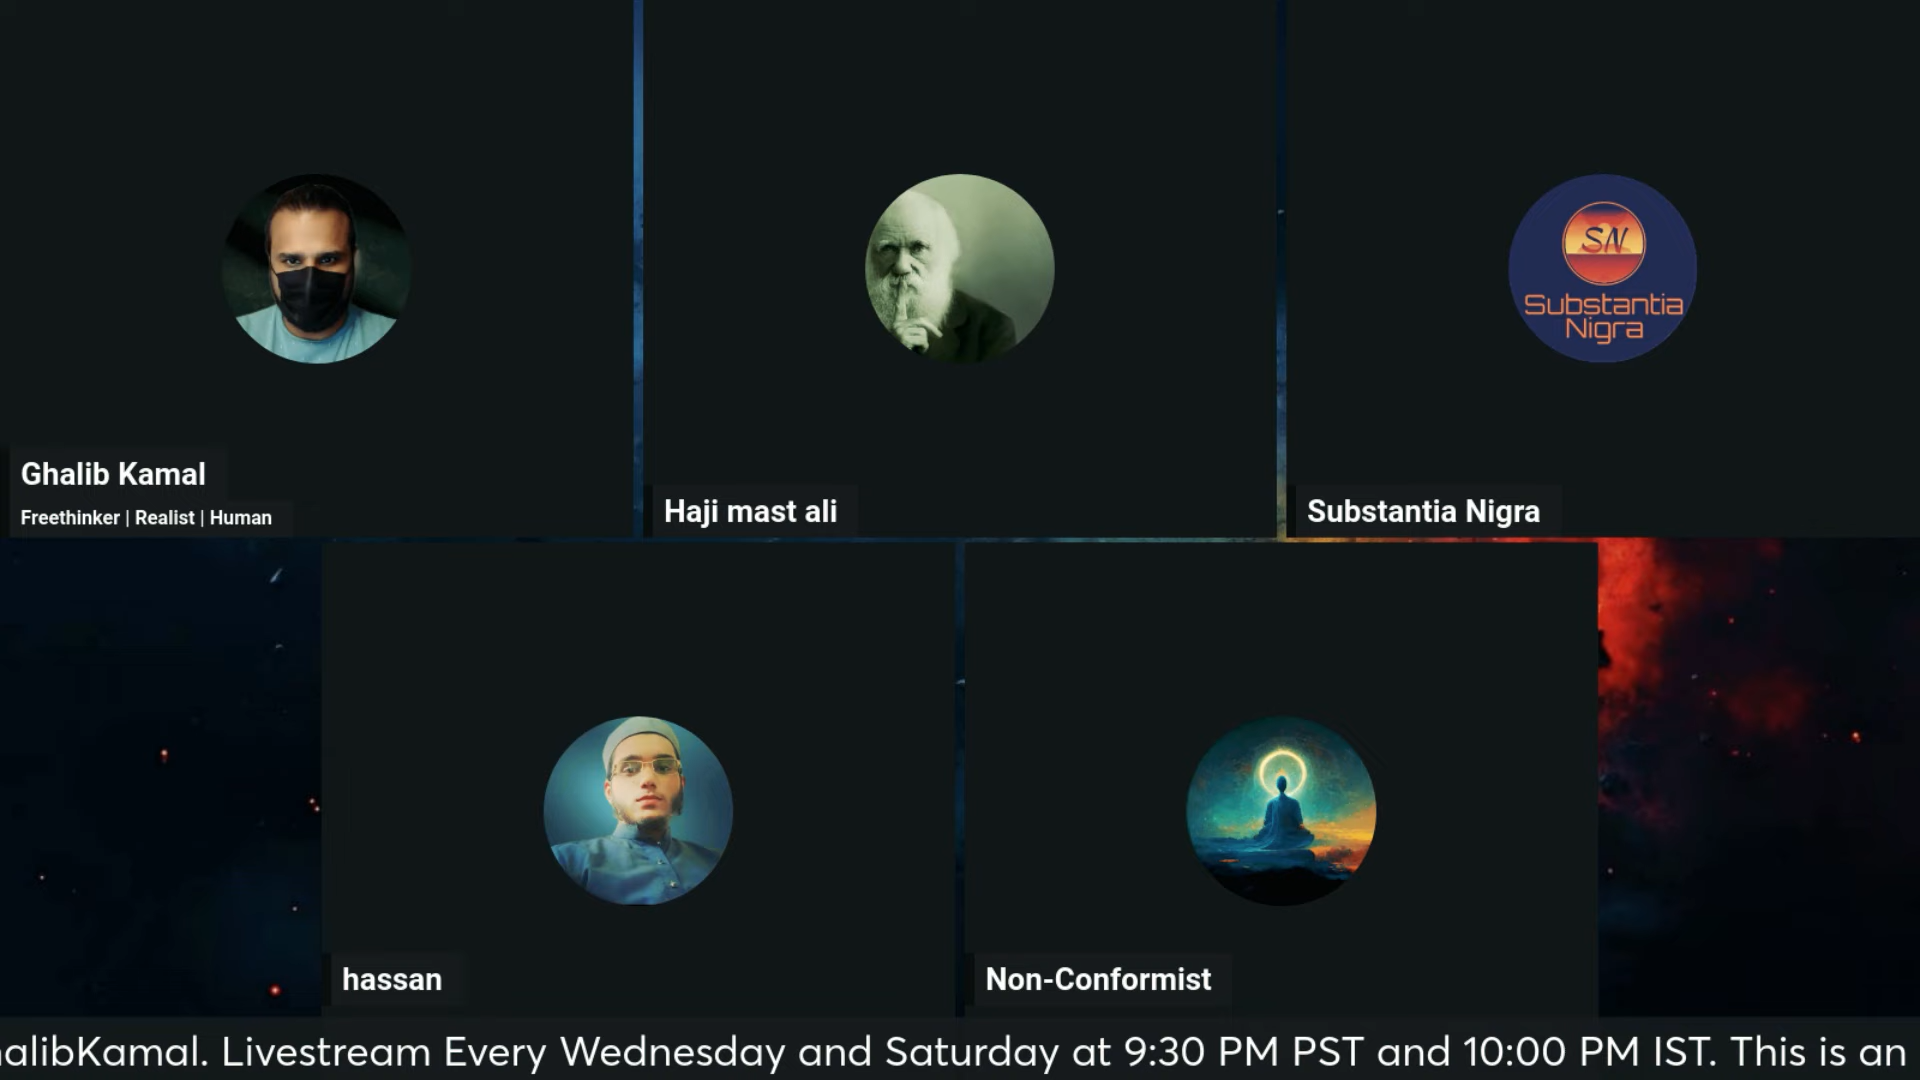 SN
Substantia
Nigra
Ghalib Kamal
Freethinker | Realist | Human
Haji mast ali
Substantia Nigra
hassan
Non-Conformist
alibKamal. Livestream Every Wednesday and Saturday at 9:30 PM PST and 10:00 PM IST. This is an